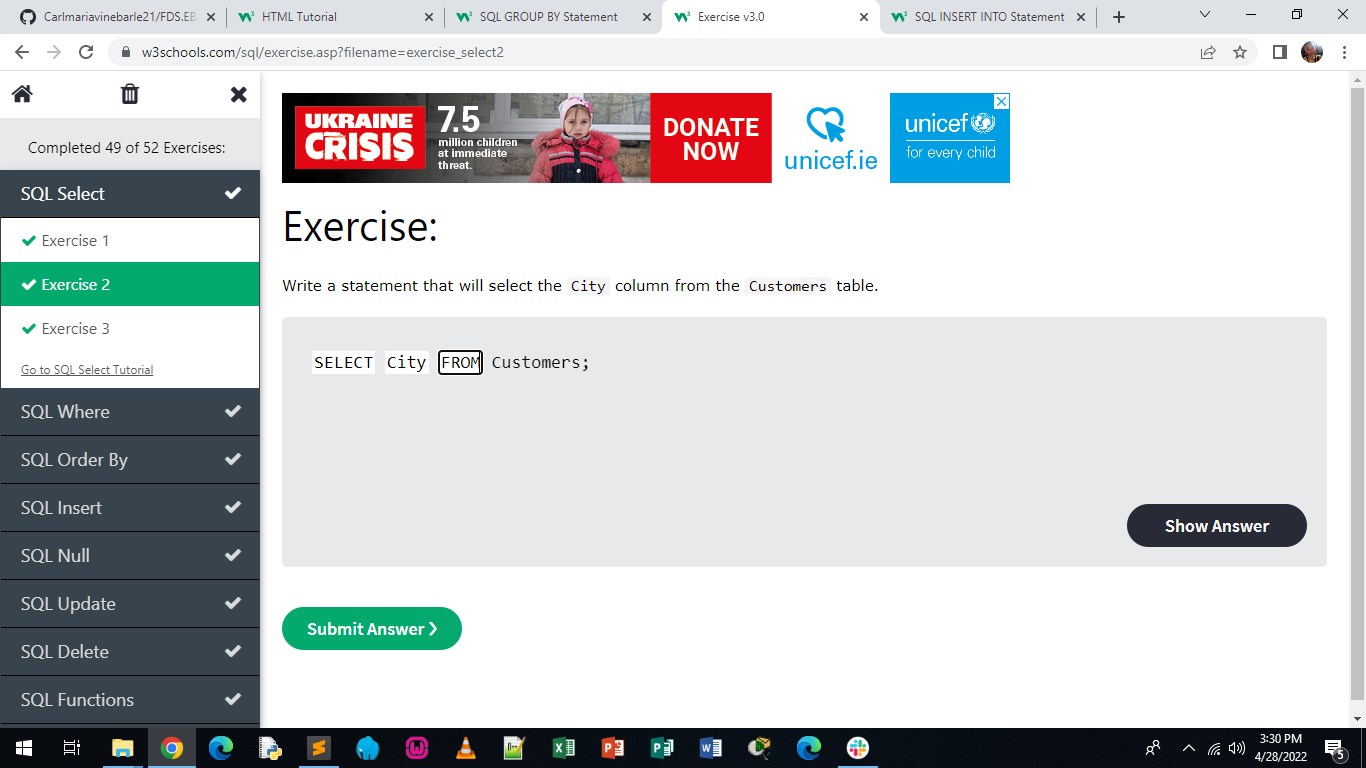 Carlmariavinebarle21/FDS.EB
HTML Tutorial
SQL GROUP BY Statement
Exercise v3.0
SQL INSERT INTO Statement
w3schools.com/sql/exercise.asp?filename=exercise_select2
Completed 49 of 52 Exercises:
SQL Select
Exercise 1
Exercise 2
Exercise 3
Go to SQL Select Tutorial
SQL Where
SQL Order By
SQL Insert
SQL Null
SQL Update
SQL Delete
SQL Functions
UKRAINE
CRISIS
7.5
million children
at immediate
threat.
DONATE
NOW
unicef.ie
unicef
for every child
Exercise:
Write a statement that will select the City column from the Customers table.
SELECT City FROM Customers;
Show Answer
Submit Answer ❯
3:30 PM
4/28/2022
5